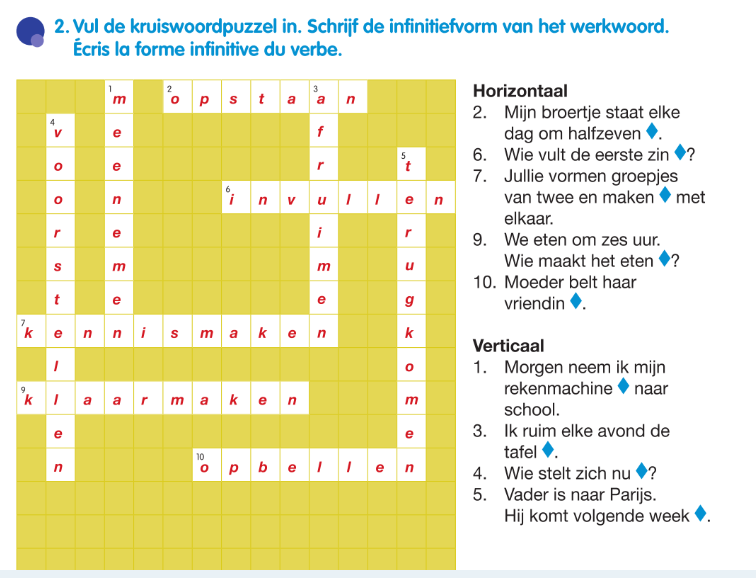 2. Vul de kruiswoordpuzzel in. Schrijf de infinitiefvorm van het werkwoord.
Écris la forme infinitive du verbe.
1 m 2 o p s t a 3 a n
4 v e f
o e r 5 t
o n 6 i n v u l l e n
r e i r
s m m u
t e e g
7 k e n n i s m a k e n k
l o
9 k l a a r m a k e n m
e e
n 10 o p b e l l e n
Horizontaal
2. Mijn broertje staat elke
dag om halfzeven ♦.
6. Wie vult de eerste zin ♦?
7. Jullie vormen groepjes
van twee en maken ♦ met
elkaar.
9. We eten om zes uur.
Wie maakt het eten ♦?
10. Moeder belt haar
vriendin ♦.
Verticaal
1. Morgen neem ik mijn
rekenmachine ♦ naar
school.
3. Ik ruim elke avond de
tafel ♦.
4. Wie stelt zich nu ♦?
5. Vader is naar Parijs.
Hij komt volgende week ♦.